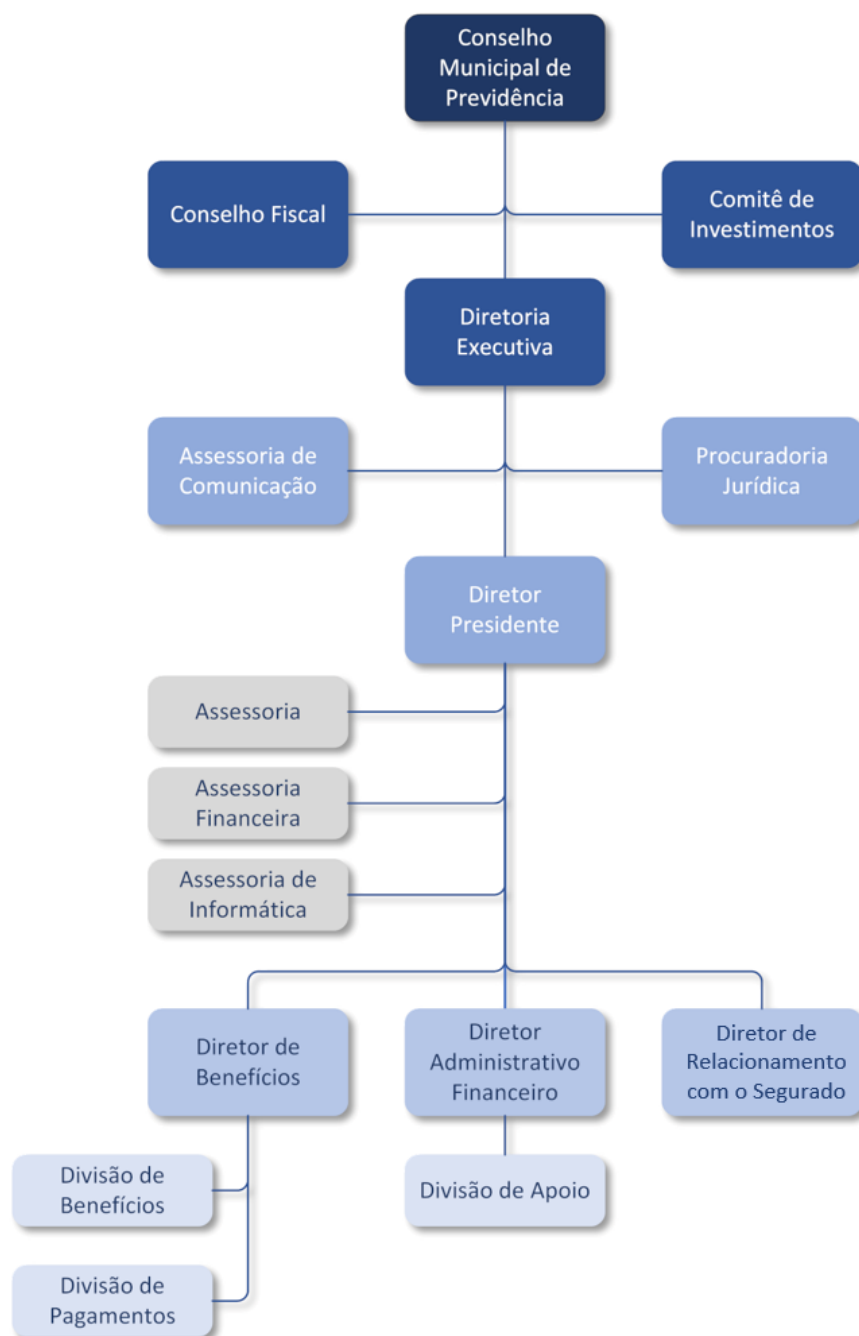 Conselho
Municipal de
Previdência
Conselho Fiscal
Comitê de
Investimentos
Diretoria
Executiva
Assessoria de
Comunicação
Procuradoria
Jurídica
Diretor
Presidente
Assessoria
Assessoria
Financeira
Assessoria de
Informática
Diretor de
Benefícios
Diretor
Administrativo
Financeiro
Diretor de
Relacionamento
com o Segurado
Divisão de
Benefícios
Divisão de Apoio
Divisão de
Pagamentos